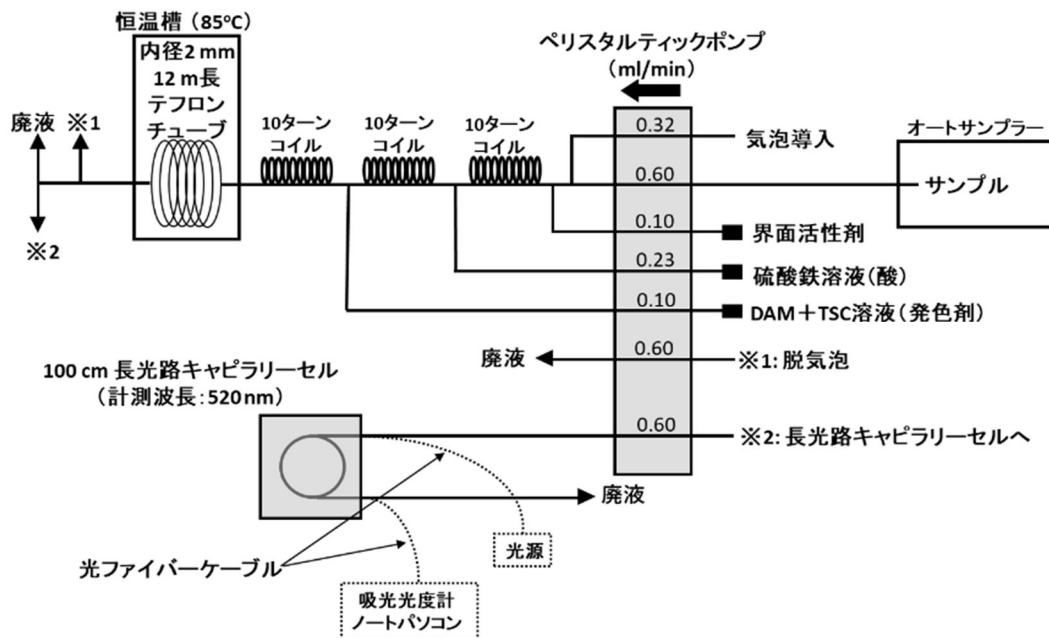 恒温槽（85℃）
内径2 mm
12 m長
テフロン
チューブ
廃液
※1
※2
10ターン
コイル
10ターン
コイル
10ターン
コイル
ペリスタルティックポンプ
（ml/min）
0.32
気泡導入
0.60
オートサンプラー
サンプル
0.10
界面活性剤
0.23
硫酸鉄溶液（酸）
0.10
DAM＋TSC溶液（発色剤）
廃液
0.60
※1: 脱気泡
0.60
※2: 長光路キャピラリーセルへ
100 cm 長光路キャピラリーセル
（計測波長：520 nm）
廃液
光源
光ファイバーケーブル
吸光光度計
ノートパソコン